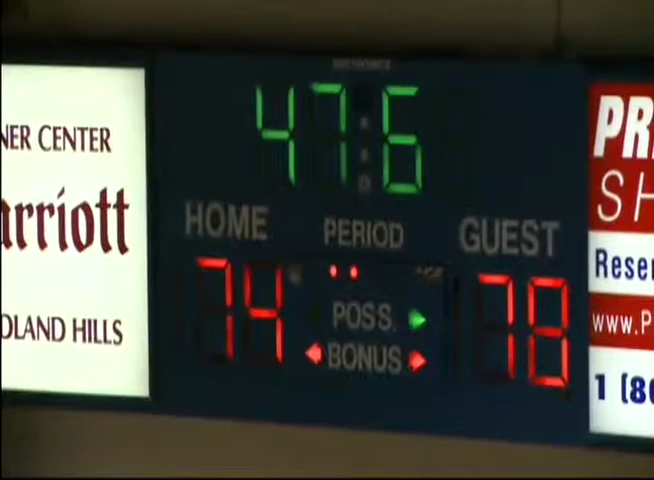 NER CENTER
arriott
DLAND HILLS
47:6
HOME
PERIOD
GUEST
74
78
POSS.
BONUS
PR
SH
Reser
www.P
1 (80